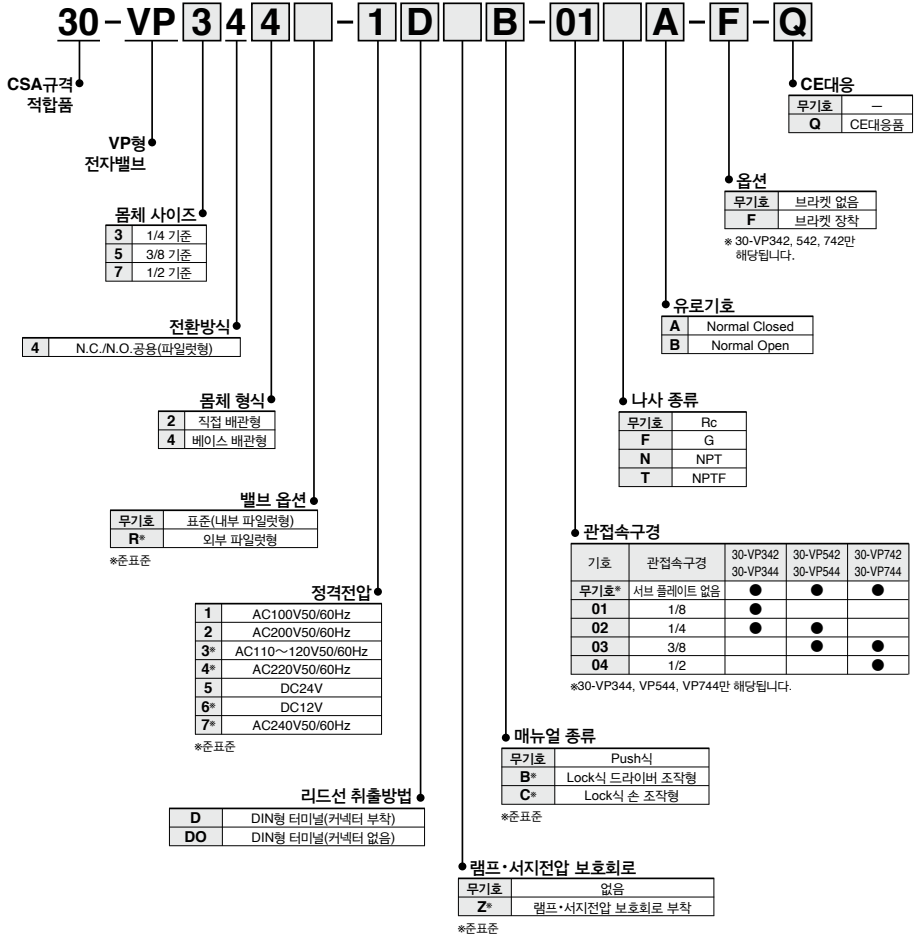 30-VP344 -1D B-01 A-F-Q
CSA규격
적합품
VP형
전자밸브
몸체 사이즈
3 1/4 기준
5 3/8 기준
7 1/2 기준
전환방식
4 N.C./N.O.공용(파일럿형)
몸체 형식
2 직접 배관형
4 베이스 배관형
밸브 옵션
무기호 표준(내부 파일럿형)
R※ 외부 파일럿형
※준표준
정격전압
1 AC100V50/60Hz
2 AC200V50/60Hz
3※ AC110～120V50/60Hz
4※ AC220V50/60Hz
5 DC24V
6※ DC12V
7※ AC240V50/60Hz
※준표준
리드선 취출방법
D DIN형 터미널(커넥터 부착)
DO DIN형 터미널(커넥터 없음)
램프･서지전압 보호회로
무기호 없음
Z※ 램프･서지전압 보호회로 부착
※준표준
매뉴얼 종류
무기호 Push식
B※ Lock식 드라이버 조작형
C※ Lock식 손 조작형
※준표준
관접속구경
기호 관접속구경 30-VP342 30-VP542 30-VP742
30-VP344 30-VP544 30-VP744
무기호※ 서브 플레이트 없음 ● ● ●
01 1/8 ●
02 1/4 ● ●
03 3/8 ● ●
04 1/2 ●
※30-VP344, VP544, VP744만 해당됩니다.
나사 종류
무기호 Rc
F G
N NPT
T NPTF
유로기호
A Normal Closed
B Normal Open
옵션
무기호 브라켓 없음
F 브라켓 장착
※ 30-VP342, 542, 742만
해당됩니다.
CE대응
무기호 —
Q CE대응품